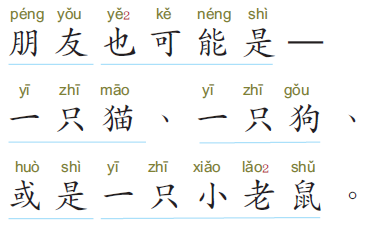 péng yǒu yě2 kě néng shì
朋友也可能是—
yī zhī māo yī zhī gǒu
一只猫、一只狗、
huò shì yī zhī xiǎo lǎo2 shǔ
或是一只小老鼠。